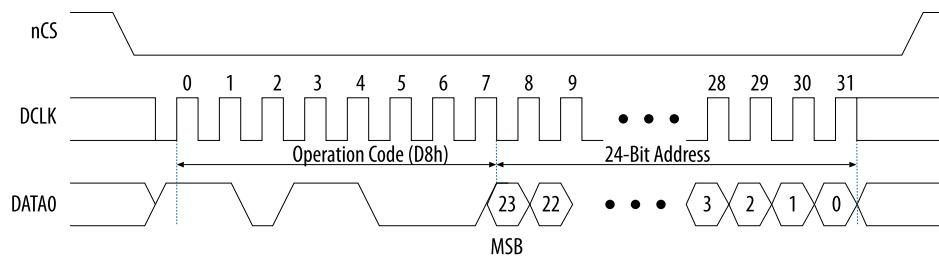 nCS
0 1 2 3 4 5 6 7 8 9 28 29 30 31
DCLK
Operation Code (D8h) 24-Bit Address
DATA0 23 22 3 2 1 0
MSB